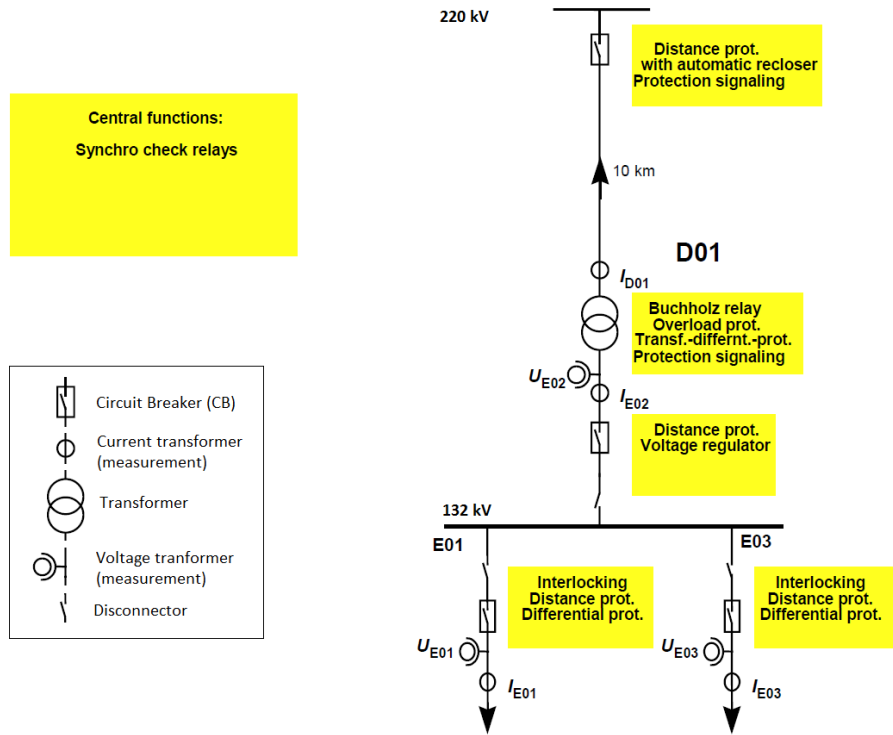 220 kV
Distance prot.
with automatic recloser
Protection signaling
Central functions:
Synchro check relays
10 km
D01
I D01
Buchholz relay
Overload prot.
Transf.-differnt.-prot.
Protection signaling
U E02
I E02
Circuit Breaker (CB)
Current transformer
(measurement)
Transformer
Voltage tranformer
(measurement)
Disconnector
Distance prot.
Voltage regulator
132 kV
E01
E03
Interlocking
Distance prot.
Differential prot.
Interlocking
Distance prot.
Differential prot.
U E01
U E03
I E01
I E03